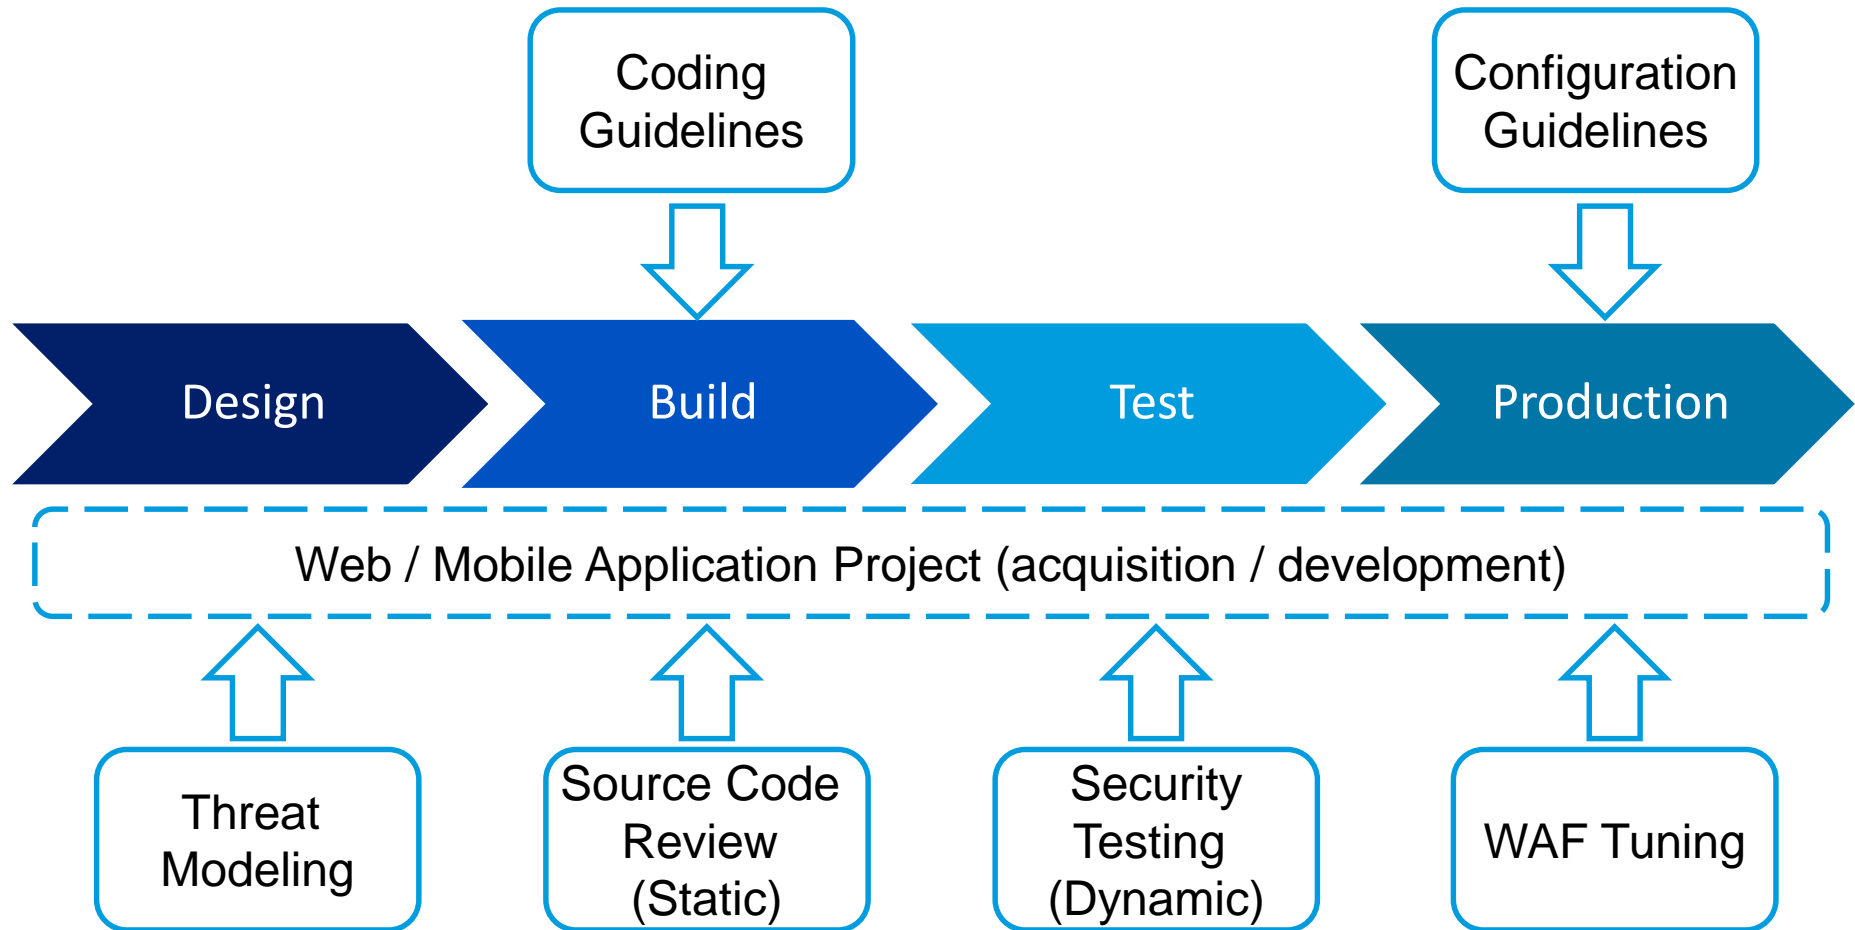 Coding
Guidelines
Configuration
Guidelines
Design
Build
Test
Production
Web / Mobile Application Project (acquisition / development)
Threat
Modeling
Source Code
Review
(Static)
Security
Testing
(Dynamic)
WAF Tuning